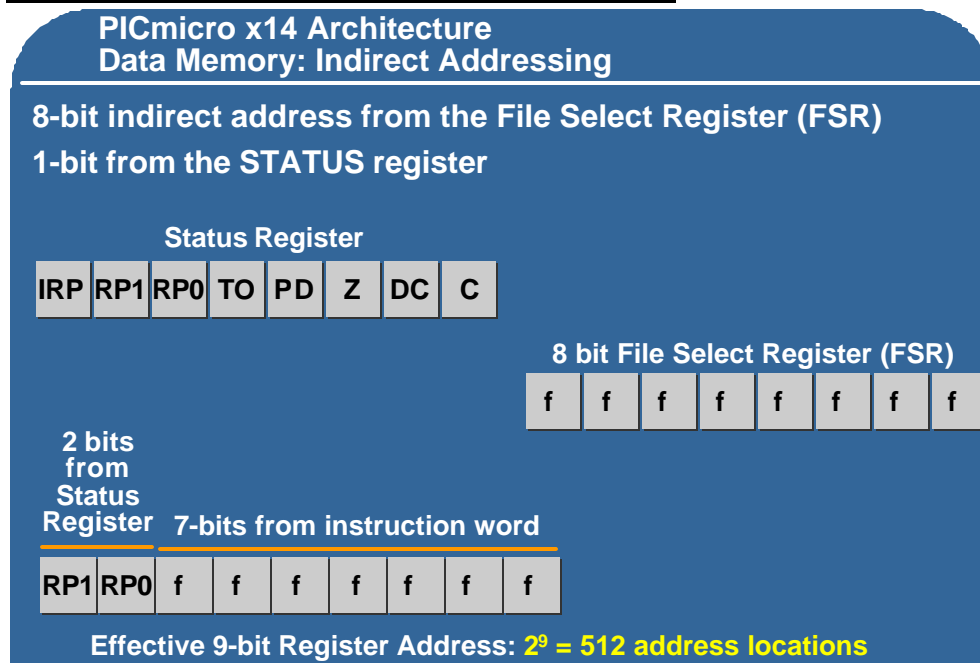 PICmicro x14 Architecture
Data Memory: Indirect Addressing
8-bit indirect address from the File Select Register (FSR)
1-bit from the STATUS register
Status Register
IRP RP1 RP0 TO PD Z DC C
8 bit File Select Register (FSR)
f f f f f f f f
2 bits
from
Status
Register
7-bits from instruction word
RP1 RP0 f f f f f f f
Effective 9-bit Register Address: 2⁹ = 512 address locations